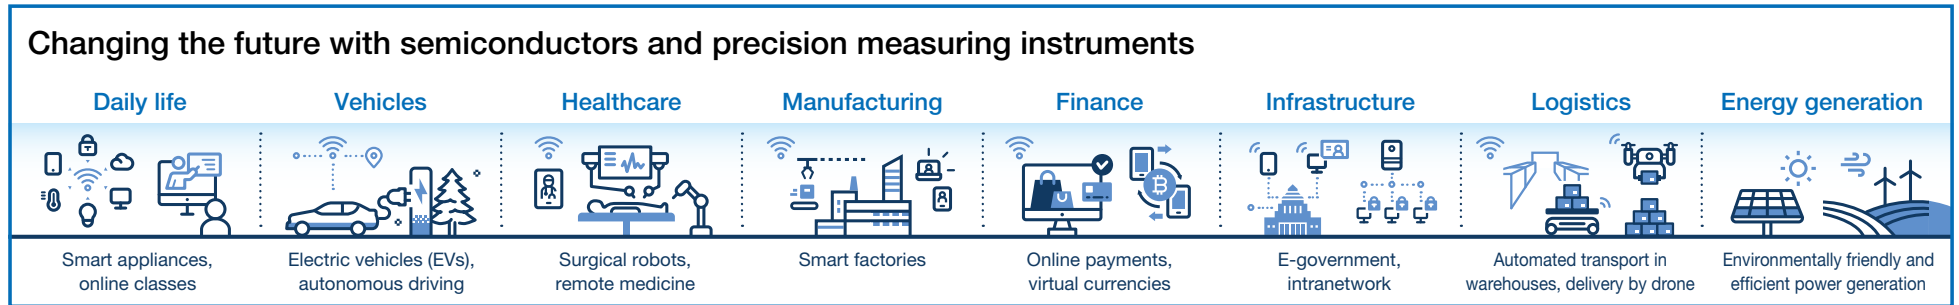 Changing the future with semiconductors and precision measuring instruments
Daily life
Vehicles
Healthcare
Manufacturing
Finance
Infrastructure
Logistics
Energy generation
Smart appliances,
online classes
Electric vehicles (EVs),
autonomous driving
Surgical robots,
remote medicine
Smart factories
Online payments,
virtual currencies
E-government,
intranetwork
Automated transport in
warehouses, delivery by drone
Environmentally friendly and
efficient power generation